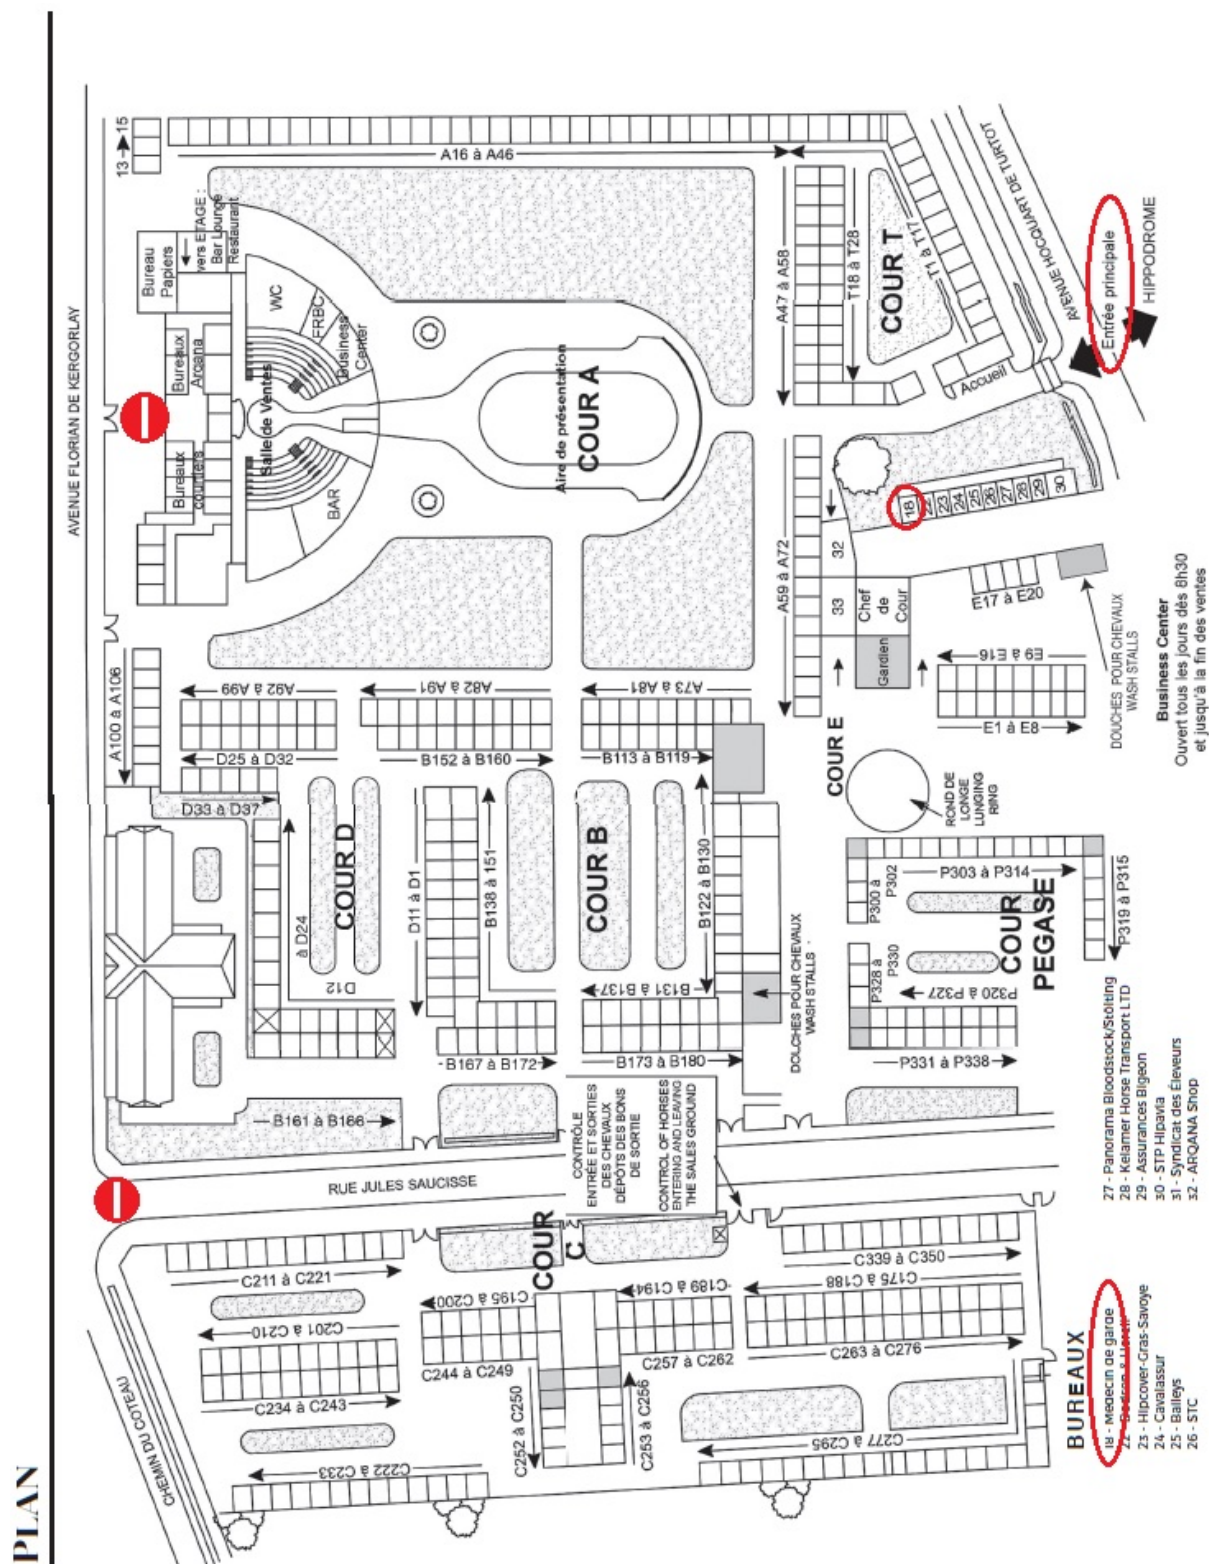 PLAN
AVENUE FLORIAN DE KERGORLAY
13
15
A16 à A46
Bureau
Papiers
vers ETAGE :
Bar Lounge
Restaurant
Bureaux
Arqana
WC
FRBC
Business
Center
Salle de Ventes
Bureaux
courtiers
BAR
Aire de présentation
COUR A
A47 à A58
T18 à T28
COUR T
T1 à T17
AVENUE HOCQUART DE TURTOT
Entrée principale
HIPPODROME
Accueil
A59 à A72
32
33
Chef
de
Cour
Gardien
18
22
23
24
25
26
27
28
29
30
E17 à E20
DOUCHES POUR CHEVAUX
WASH STALLS
E9 à E16
E1 à E8
Business Center
Ouvert tous les jours dès 8h30
et jusqu'à la fin des ventes
A100 à A106
A92 à A99
A82 à A91
A73 à A81
D25 à D32
B152 à B160
B113 à B119
COUR E
D33 à D37
à D24
D12
COUR D
D11 à D1
B138 à 151
COUR B
B122 à B130
ROND DE
LONGE
LUNGING
RING
B131 à B137
DOLCHES POUR CHEVAUX
WASH STALLS
P300 à
P302
P303 à P314
COUR
PEGASE
P319 à P315
P328 à
P330
P320 à P327
B167 à B172
B173 à B180
P331 à P338
B161 à B166
CONTRÔLE
ENTRÉE ET SORTIES
DES CHEVAUX
DÉPÔTS DES BONS
DE SORTIE
CONTROL OF HORSES
ENTERING AND LEAVING
THE SALES GROUND
RUE JULES SAUCISSE
CHEMIN DU COTEAU
C211 à C221
COUR
C
C339 à C350
C201 à C210
C195 à C200
C189 à C194
C175 à C188
C234 à C243
C244 à C249
C257 à C262
C263 à C276
C252 à C250
C253 à C256
C222 à C233
C277 à C295
BUREAUX
18 - Médecin de garde
22 -
23 - Hipcover-Gras-Savoye
24 - Cavalassur
25 - Baileys
26 - STC
27 - Panorama Bloodstock/Stölting
28 - Kelamer Horse Transport LTD
29 - Assurances Bigeon
30 - STP Hipavia
31 - Syndicat des Éleveurs
32 - ARQANA Shop